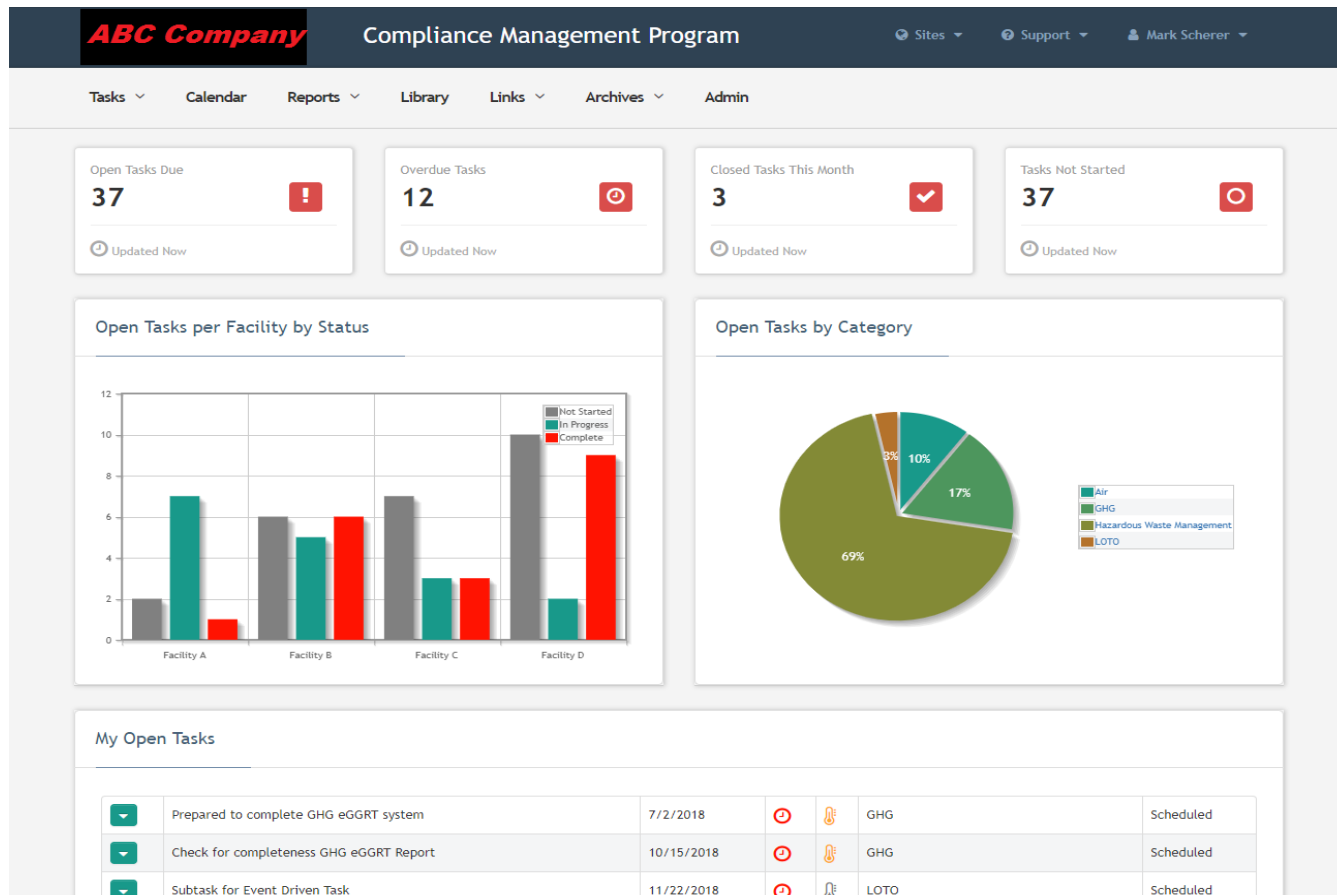 ABC Company Compliance Management Program Sites Support Mark Scherer
Tasks Calendar Reports Library Links Archives Admin
Open Tasks Due
37
Updated Now
Overdue Tasks
12
Updated Now
Closed Tasks This Month
3
Updated Now
Tasks Not Started
37
Updated Now
Open Tasks per Facility by Status
12
10
8
6
4
2
0
Not Started
In Progress
Complete
Facility A Facility B Facility C Facility D
Open Tasks by Category
3% 10%
17%
69%
Air
GHG
Hazardous Waste Management
LOTO
My Open Tasks
Prepared to complete GHG eGGRT system 7/2/2018 GHG Scheduled
Check for completeness GHG eGGRT Report 10/15/2018 GHG Scheduled
Subtask for Event Driven Task 11/22/2018 LOTO Scheduled